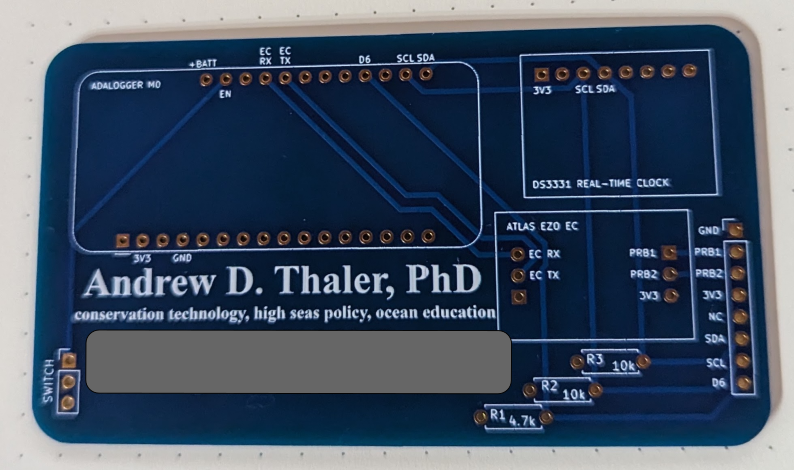 EC EC
+BATT RX TX D6 SCL SDA
ADALOGGER M0
EN
3V3 SCL SDA
DS3331 REAL-TIME CLOCK
ATLAS EZO EC
EC RX PRB1
EC TX PRB2
3V3
GND
PRB1
PRB2
3V3
NC
SDA
SCL
D6
3V3 GND
Andrew D. Thaler, PhD
conservation technology, high seas policy, ocean education
SWITCH
R3 10k
R2 10k
R1 4.7k